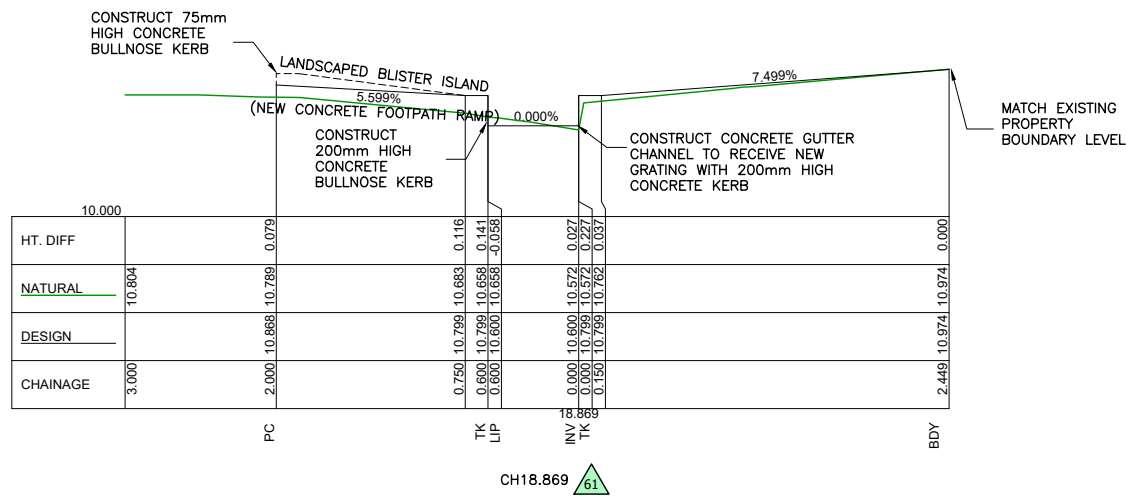 CONSTRUCT 75mm
HIGH CONCRETE
BULLNOSE KERB
LANDSCAPED BLISTER ISLAND
5.599%
(NEW CONCRETE FOOTPATH RAMP)
0.000%
7.499%
CONSTRUCT
200mm HIGH
CONCRETE
BULLNOSE KERB
CONSTRUCT CONCRETE GUTTER
CHANNEL TO RECEIVE NEW
GRATING WITH 200mm HIGH
CONCRETE KERB
MATCH EXISTING
PROPERTY
BOUNDARY LEVEL
10.000
HT. DIFF 0.079 0.116 0.141 -0.058 0.027 0.227 0.037 0.000
NATURAL 10.804 10.789 10.683 10.658 10.658 10.572 10.572 10.762 10.974
DESIGN 10.868 10.799 10.799 10.600 10.600 10.799 10.799 10.974
CHAINAGE 3.000 2.000 0.750 0.600 0.600 0.000 0.000 0.150 2.449
18.869
PC TK LIP INV TK BDY
CH18.869 61